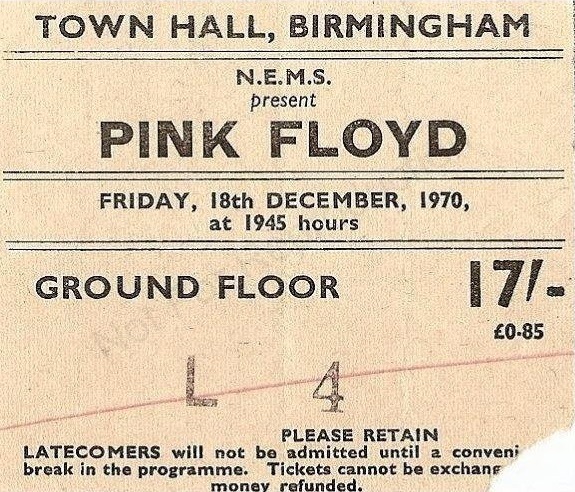 TOWN HALL, BIRMINGHAM
N.E.M.S.
present
PINK FLOYD
FRIDAY, 18th DECEMBER, 1970,
at 1945 hours
GROUND FLOOR 17/-
£0·85
L 4
PLEASE RETAIN
LATECOMERS will not be admitted until a
break in the programme. Tickets cannot be
money refunded.